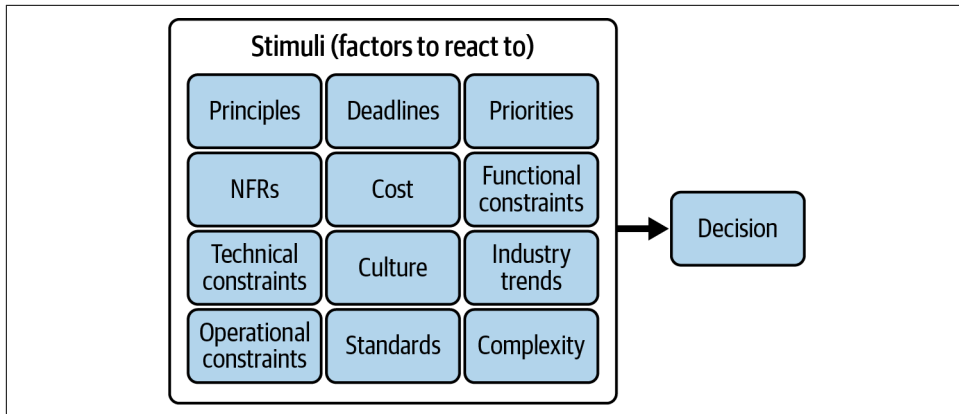 Stimuli (factors to react to)
Principles
Deadlines
Priorities
NFRs
Cost
Functional
constraints
Technical
constraints
Culture
Industry
trends
Operational
constraints
Standards
Complexity
Decision